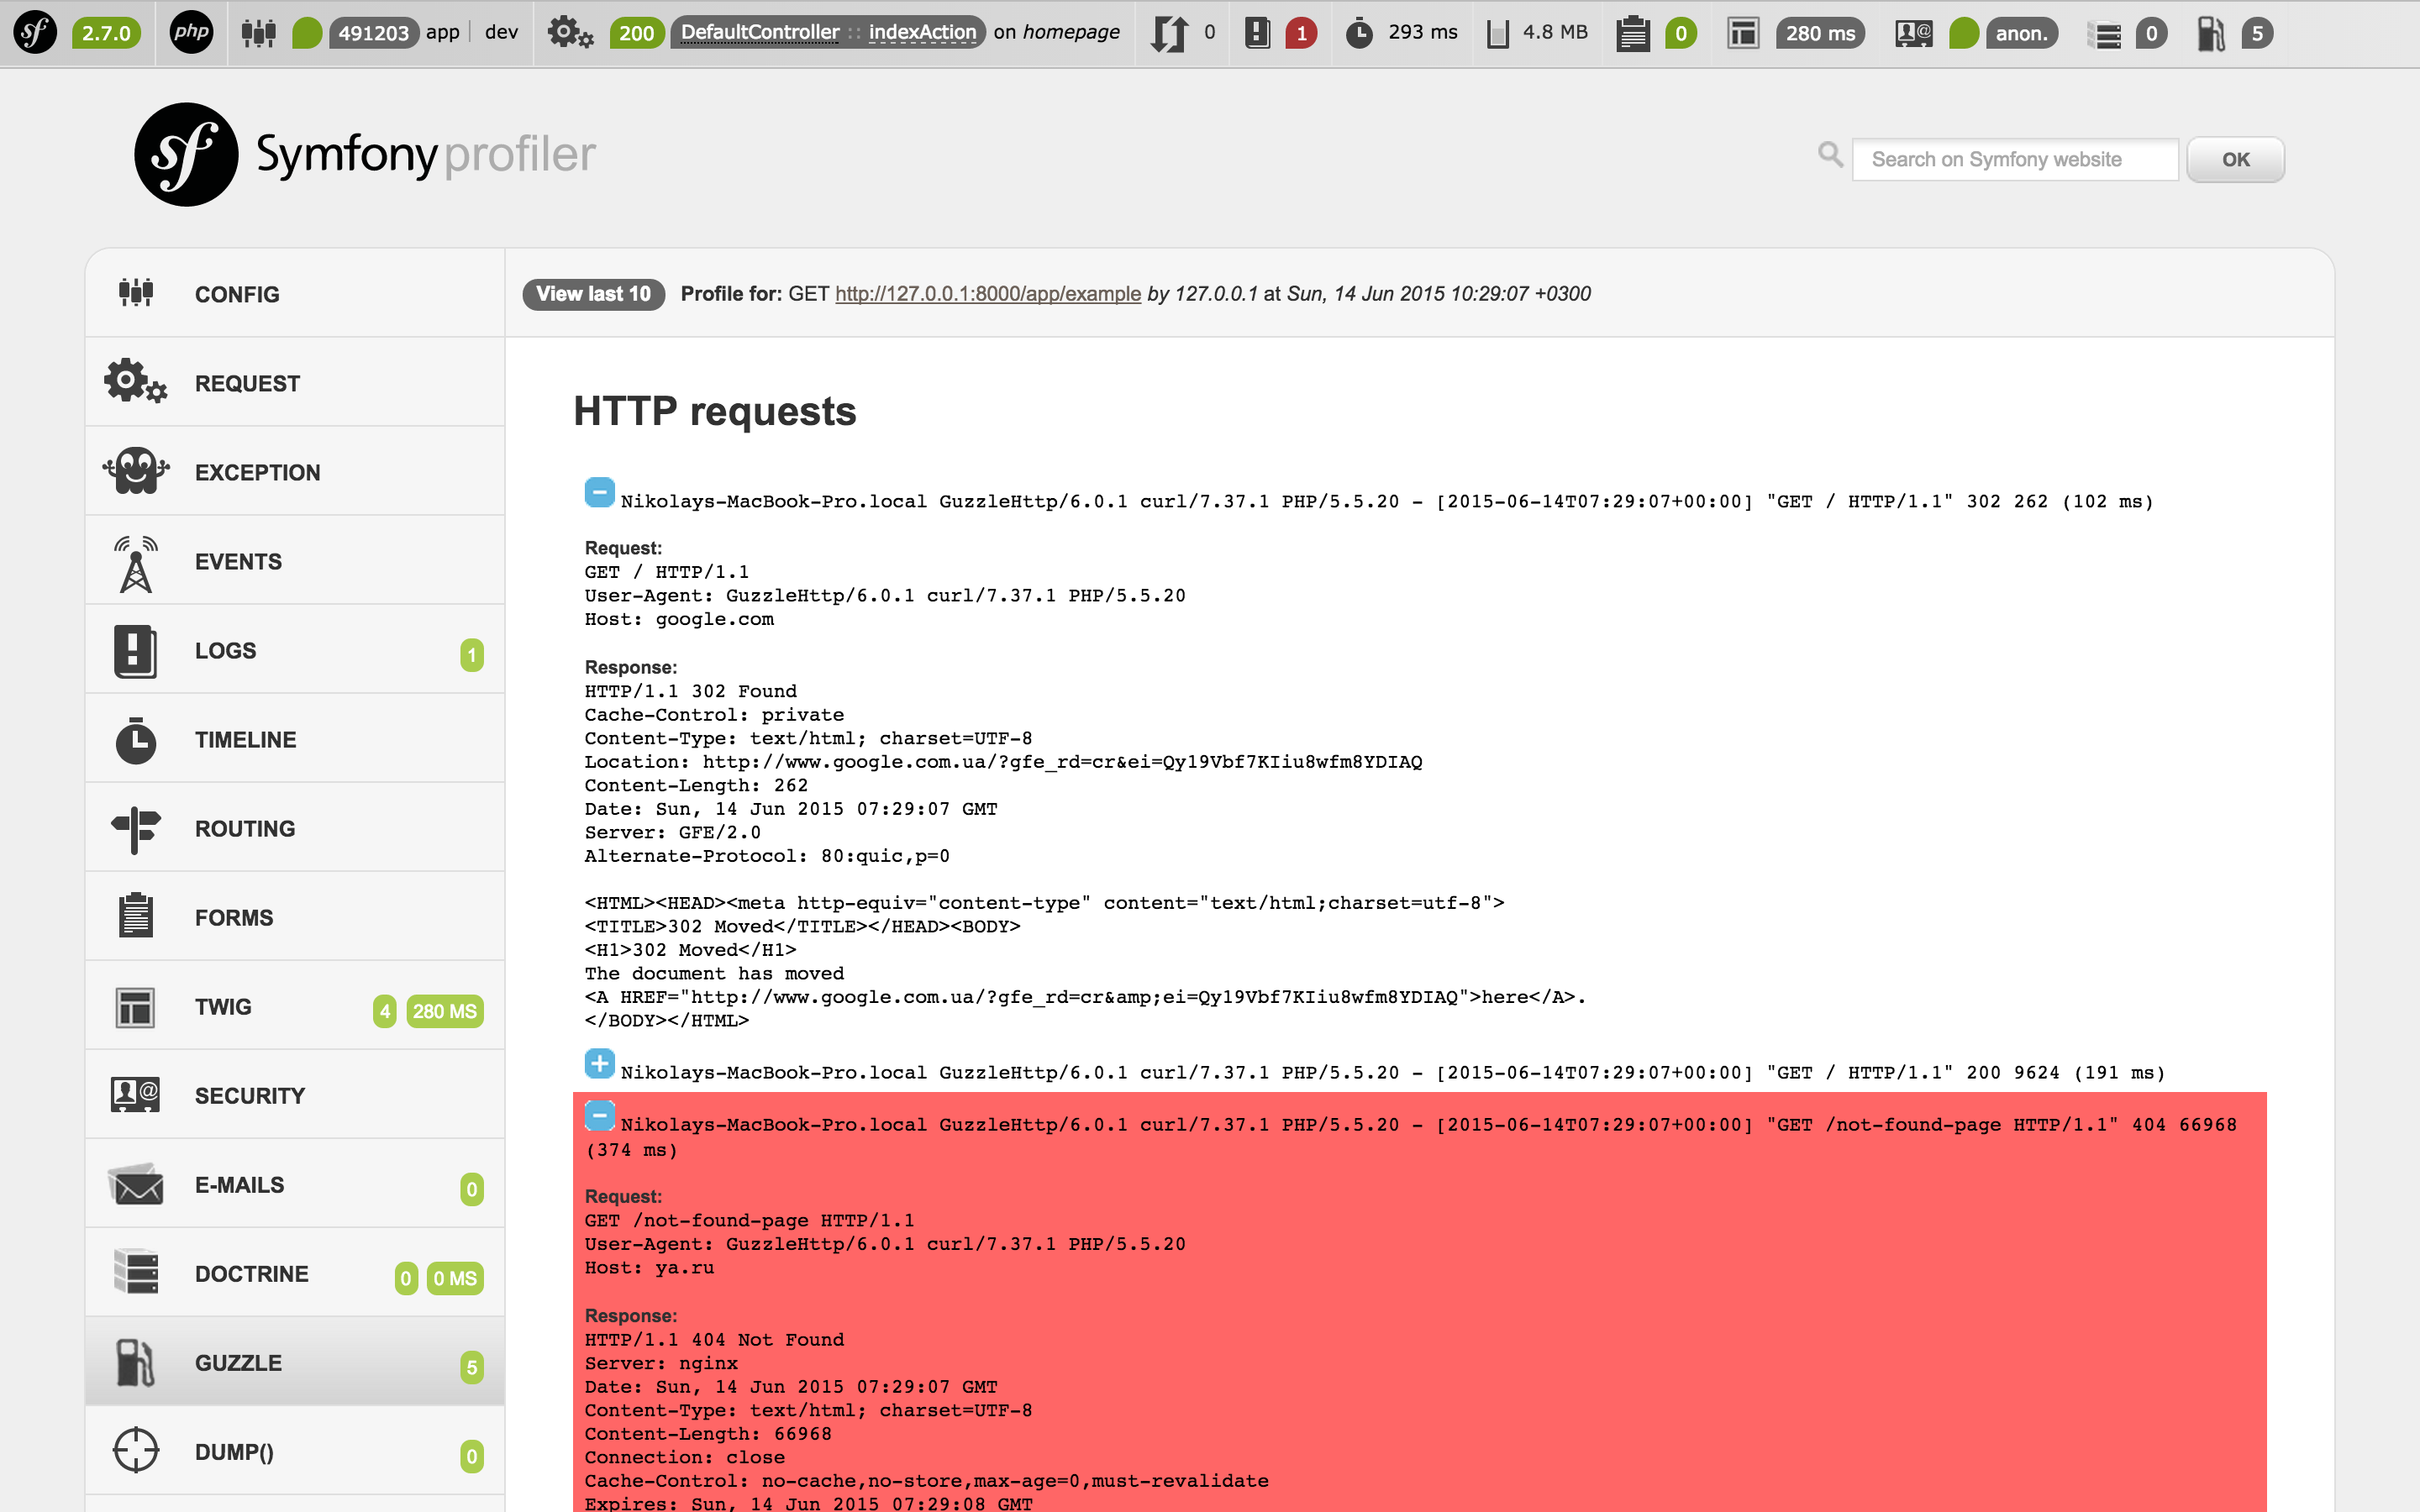 sf 2.7.0 php 491203 app dev 200 DefaultController :: indexAction on homepage 0 1 293 ms 4.8 MB 0 280 ms anon. 0 5
sf Symfony profiler
Search on Symfony website OK
CONFIG
View last 10 Profile for: GET http://127.0.0.1:8000/app/example by 127.0.0.1 at Sun, 14 Jun 2015 10:29:07 +0300
REQUEST
EXCEPTION
EVENTS
LOGS 1
TIMELINE
ROUTING
FORMS
TWIG 4 280 MS
SECURITY
E-MAILS 0
DOCTRINE 0 0 MS
GUZZLE 5
DUMP() 0
HTTP requests
Nikolays-MacBook-Pro.local GuzzleHttp/6.0.1 curl/7.37.1 PHP/5.5.20 - [2015-06-14T07:29:07+00:00] "GET / HTTP/1.1" 302 262 (102 ms)
Request:
GET / HTTP/1.1
User-Agent: GuzzleHttp/6.0.1 curl/7.37.1 PHP/5.5.20
Host: google.com
Response:
HTTP/1.1 302 Found
Cache-Control: private
Content-Type: text/html; charset=UTF-8
Location: http://www.google.com.ua/?gfe_rd=cr&ei=Qy19Vbf7KIiu8wfm8YDIAQ
Content-Length: 262
Date: Sun, 14 Jun 2015 07:29:07 GMT
Server: GFE/2.0
Alternate-Protocol: 80:quic,p=0
<HTML><HEAD><meta http-equiv="content-type" content="text/html;charset=utf-8">
<TITLE>302 Moved</TITLE></HEAD><BODY>
<H1>302 Moved</H1>
The document has moved
<A HREF="http://www.google.com.ua/?gfe_rd=cr&amp;ei=Qy19Vbf7KIiu8wfm8YDIAQ">here</A>.
</BODY></HTML>
Nikolays-MacBook-Pro.local GuzzleHttp/6.0.1 curl/7.37.1 PHP/5.5.20 - [2015-06-14T07:29:07+00:00] "GET / HTTP/1.1" 200 9624 (191 ms)
Nikolays-MacBook-Pro.local GuzzleHttp/6.0.1 curl/7.37.1 PHP/5.5.20 - [2015-06-14T07:29:07+00:00] "GET /not-found-page HTTP/1.1" 404 66968
(374 ms)
Request:
GET /not-found-page HTTP/1.1
User-Agent: GuzzleHttp/6.0.1 curl/7.37.1 PHP/5.5.20
Host: ya.ru
Response:
HTTP/1.1 404 Not Found
Server: nginx
Date: Sun, 14 Jun 2015 07:29:07 GMT
Content-Type: text/html; charset=UTF-8
Content-Length: 66968
Connection: close
Cache-Control: no-cache,no-store,max-age=0,must-revalidate
Expires: Sun, 14 Jun 2015 07:29:08 GMT